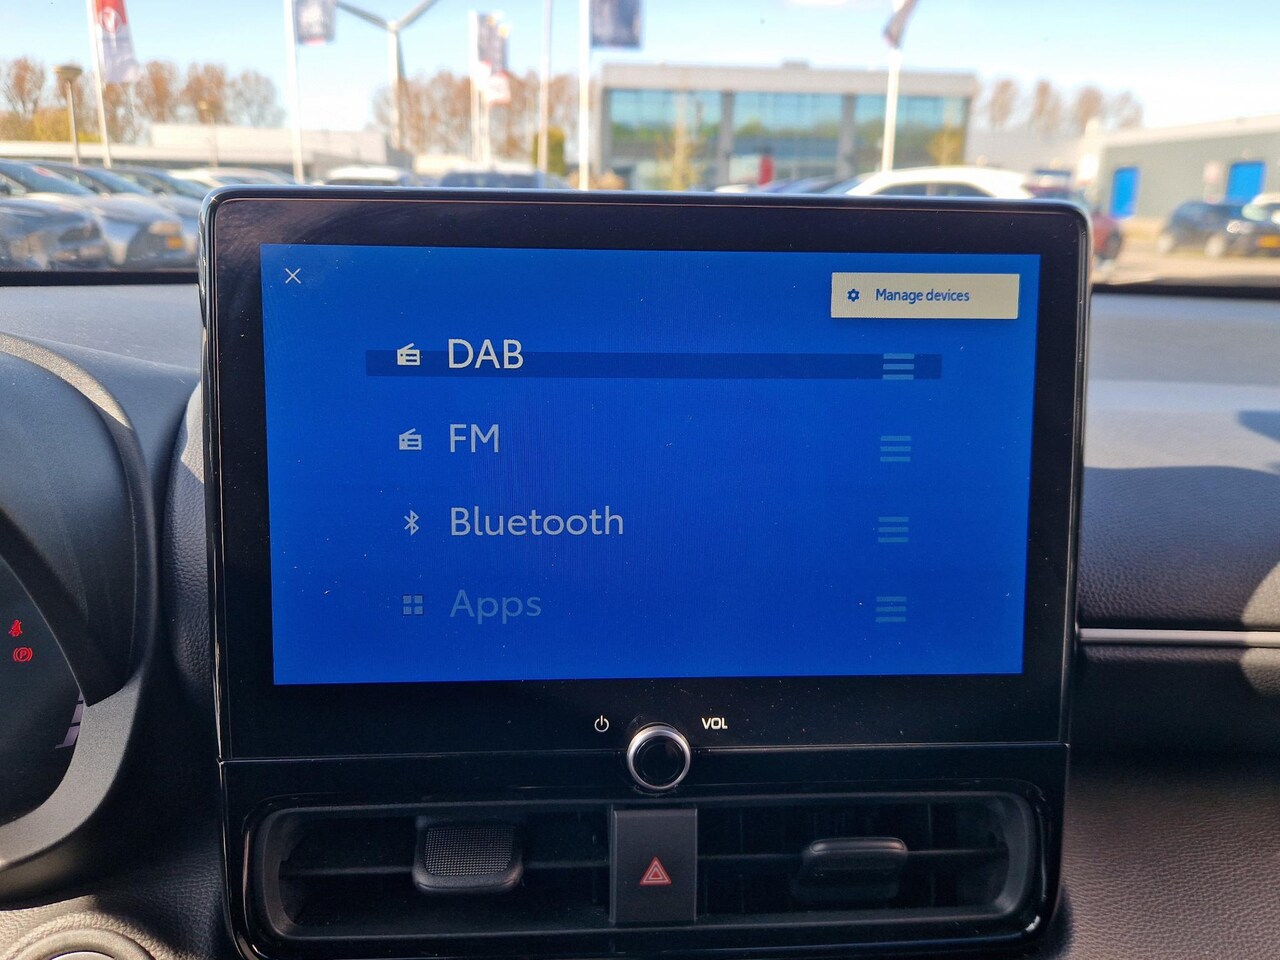 Manage devices
DAB
FM
Bluetooth
Apps
VOL